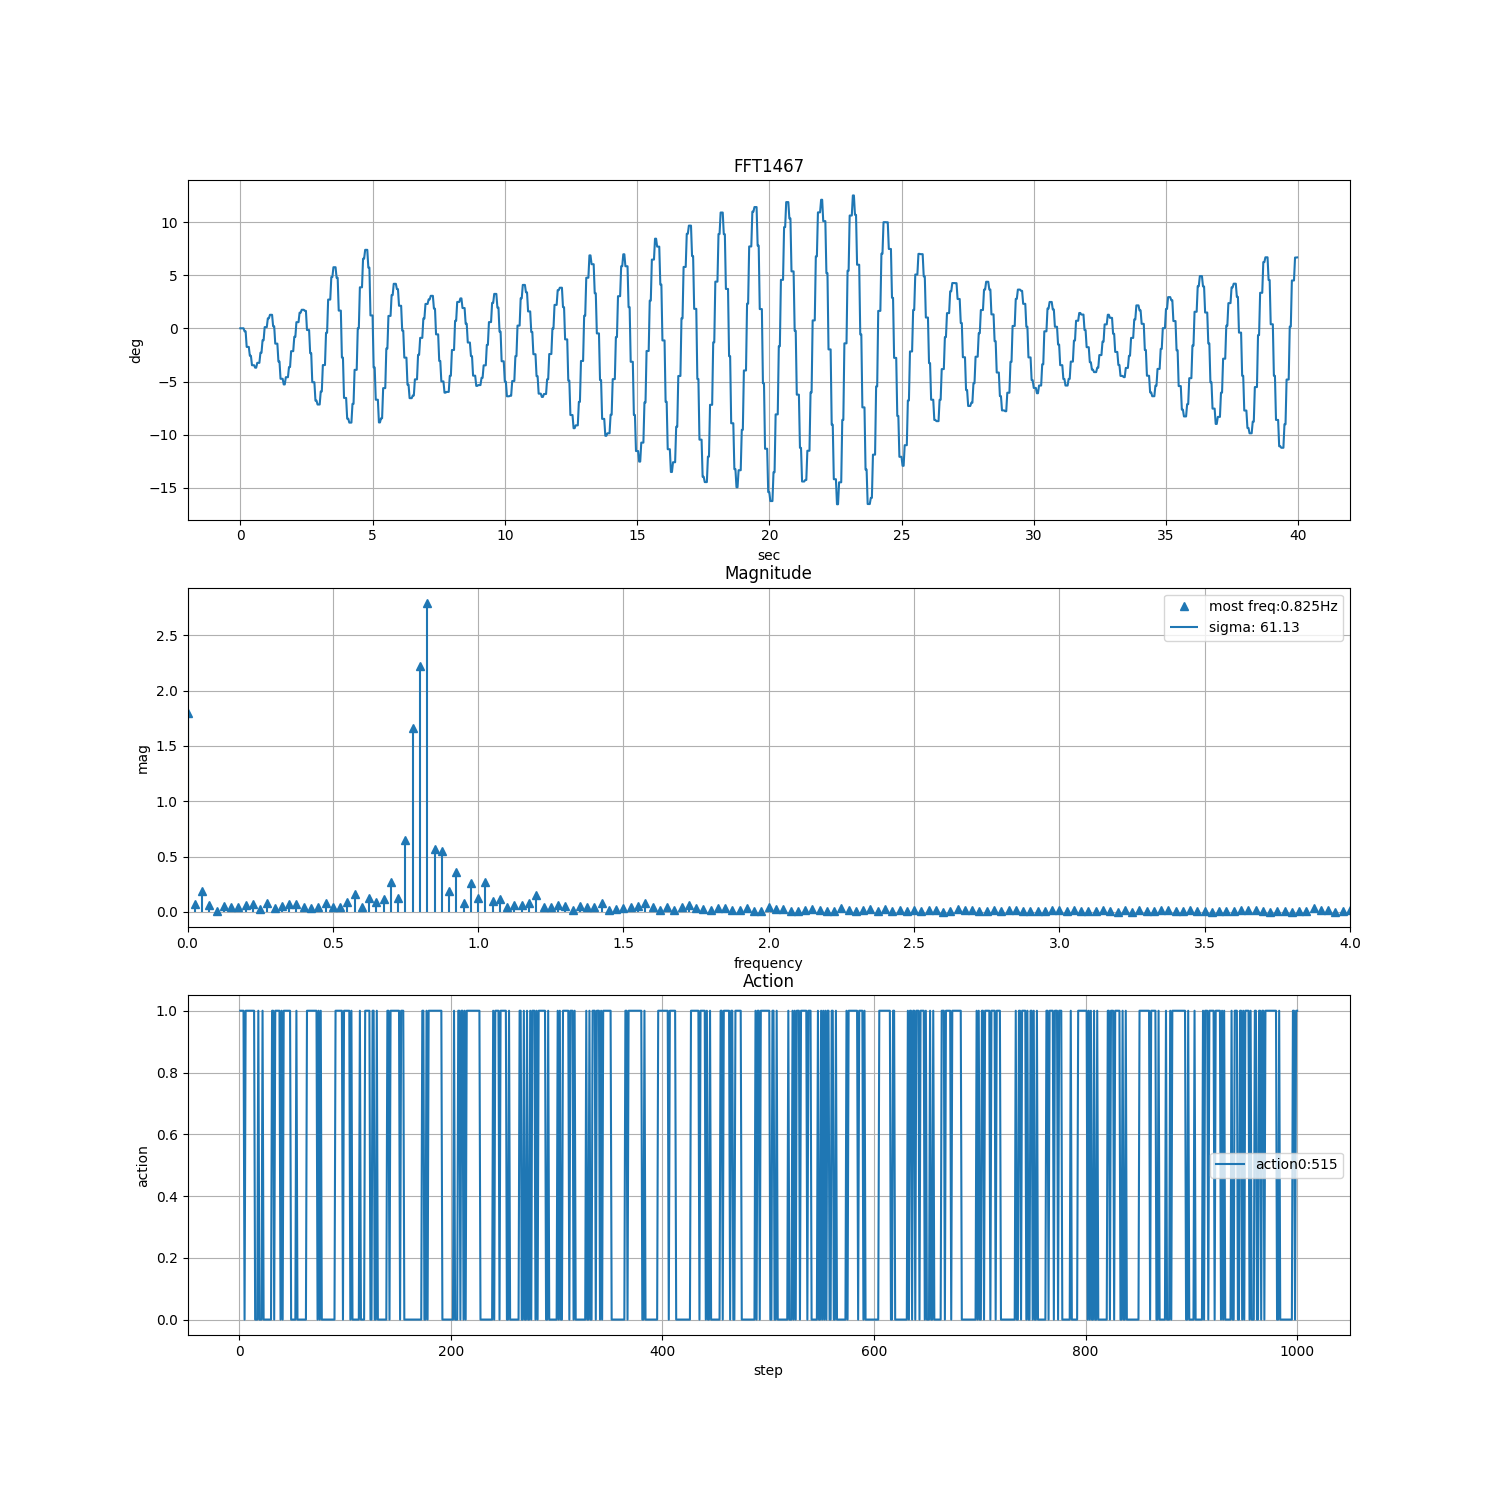 FFT1467
10
5
0
−5
−10
−15
deg
0 5 10 15 20 25 30 35 40
sec
Magnitude
most freq:0.825Hz
sigma: 61.13
2.5
2.0
1.5
1.0
0.5
0.0
mag
0.0 0.5 1.0 1.5 2.0 2.5 3.0 3.5 4.0
frequency
Action
1.0
0.8
0.6
0.4
0.2
0.0
action
action0:515
0 200 400 600 800 1000
step